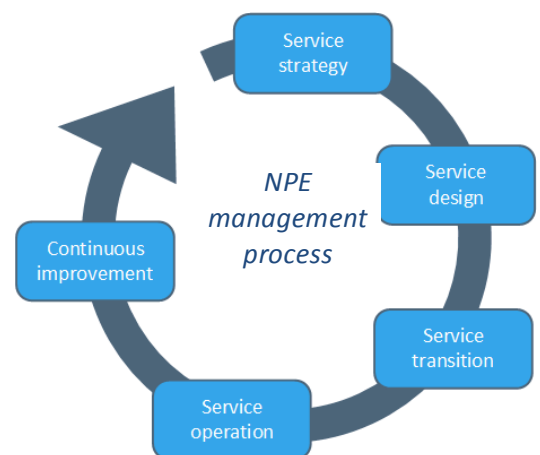 Service
strategy
Service
design
NPE
management
process
Continuous
improvement
Service
transition
Service
operation